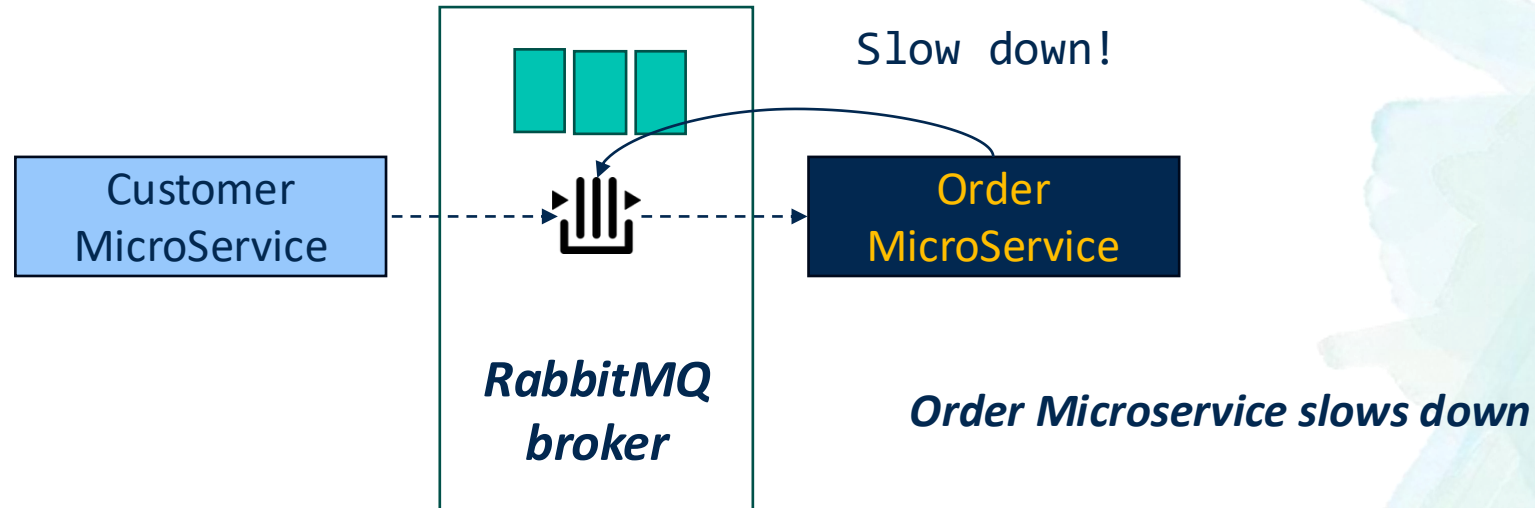 Slow down!
Customer
MicroService
Order
MicroService
RabbitMQ
broker
Order Microservice slows down